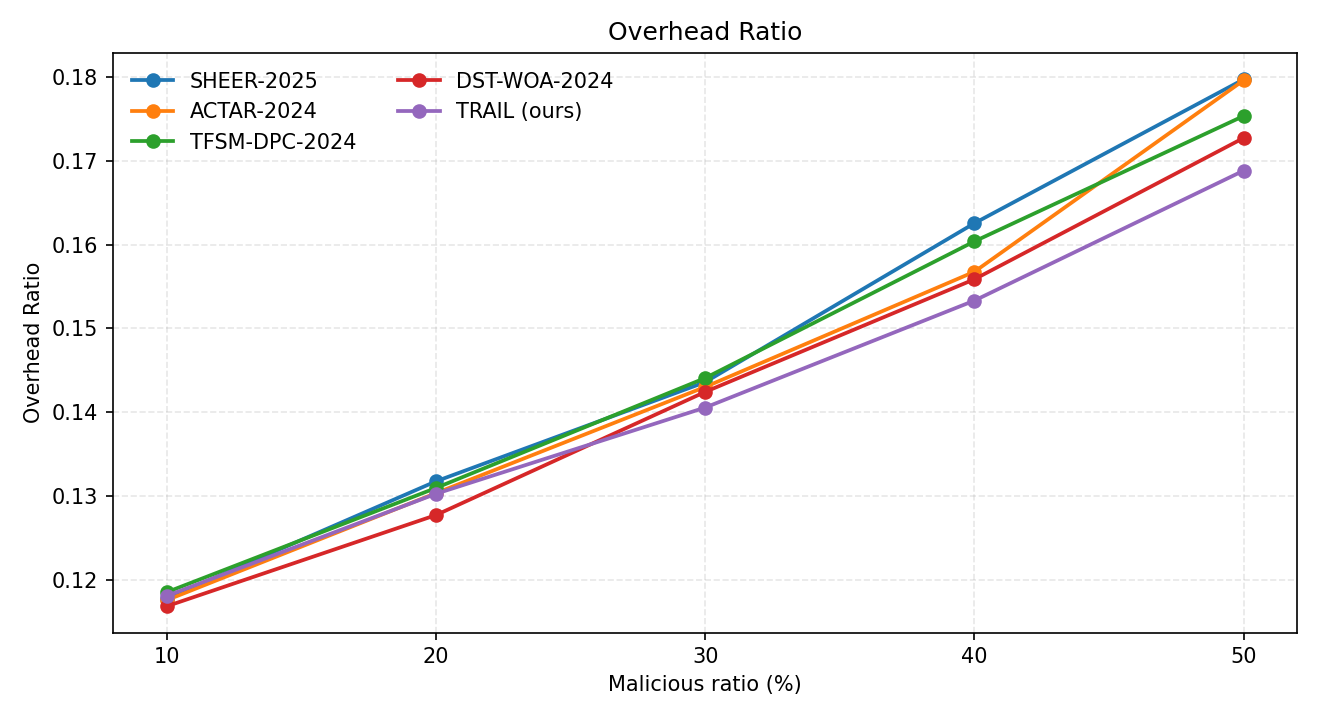 Overhead Ratio
SHEER-2025
ACTAR-2024
TFSM-DPC-2024
DST-WOA-2024
TRAIL (ours)
Overhead Ratio
0.18
0.17
0.16
0.15
0.14
0.13
0.12
10 20 30 40 50
Malicious ratio (%)